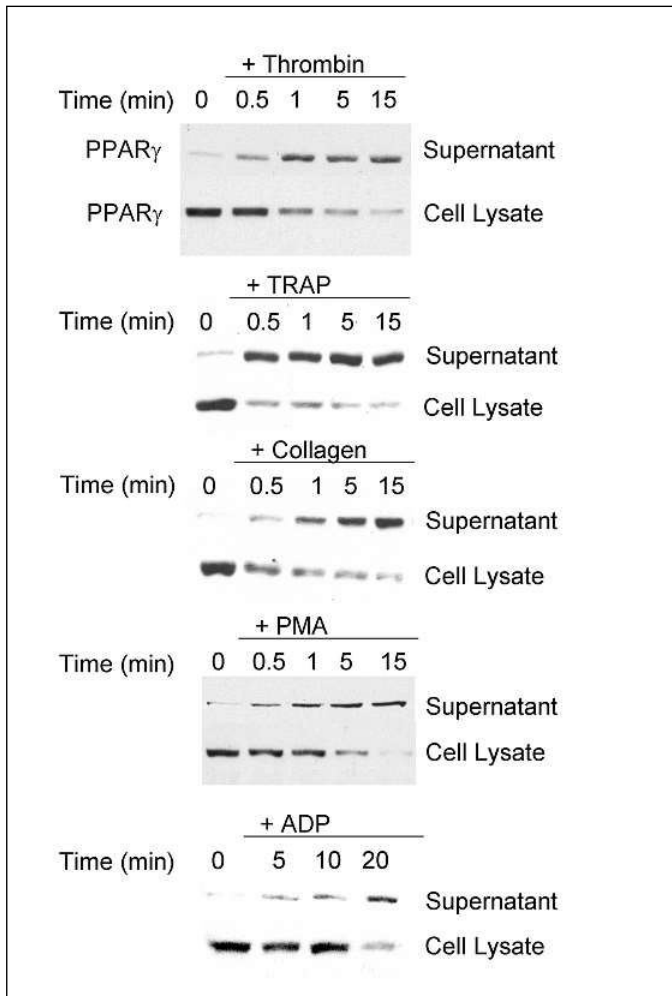 + Thrombin
Time (min) 0 0.5 1 5 15
PPARγ Supernatant
PPARγ Cell Lysate
+ TRAP
Time (min) 0 0.5 1 5 15
Supernatant
Cell Lysate
+ Collagen
Time (min) 0 0.5 1 5 15
Supernatant
Cell Lysate
+ PMA
Time (min) 0 0.5 1 5 15
Supernatant
Cell Lysate
+ ADP
Time (min) 0 5 10 20
Supernatant
Cell Lysate